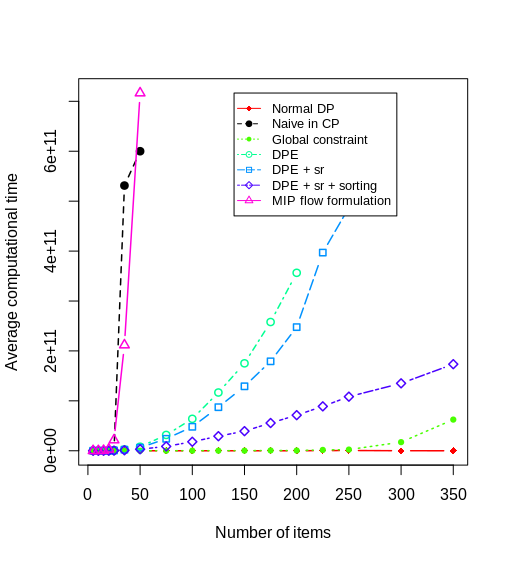 Normal DP
Naive in CP
Global constraint
DPE
DPE + sr
DPE + sr + sorting
MIP flow formulation
Average computational time
6e+11
4e+11
2e+11
0e+00
0 50 100 150 200 250 300 350
Number of items